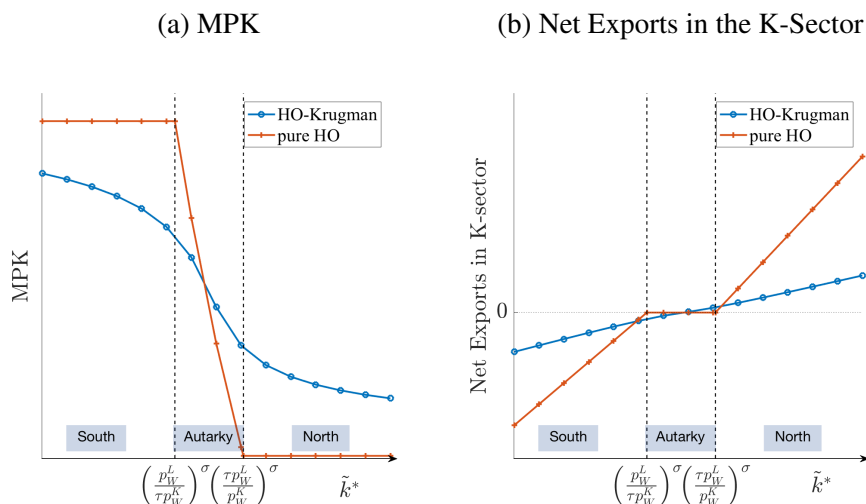 (a) MPK
HO-Krugman
pure HO
MPK
South
Autarky
North
(p_W^L / τp_W^K)^σ (τp_W^L / p_W^K)^σ
k̃*
(b) Net Exports in the K-Sector
HO-Krugman
pure HO
Net Exports in K-sector
0
South
Autarky
North
(p_W^L / τp_W^K)^σ (τp_W^L / p_W^K)^σ
k̃*